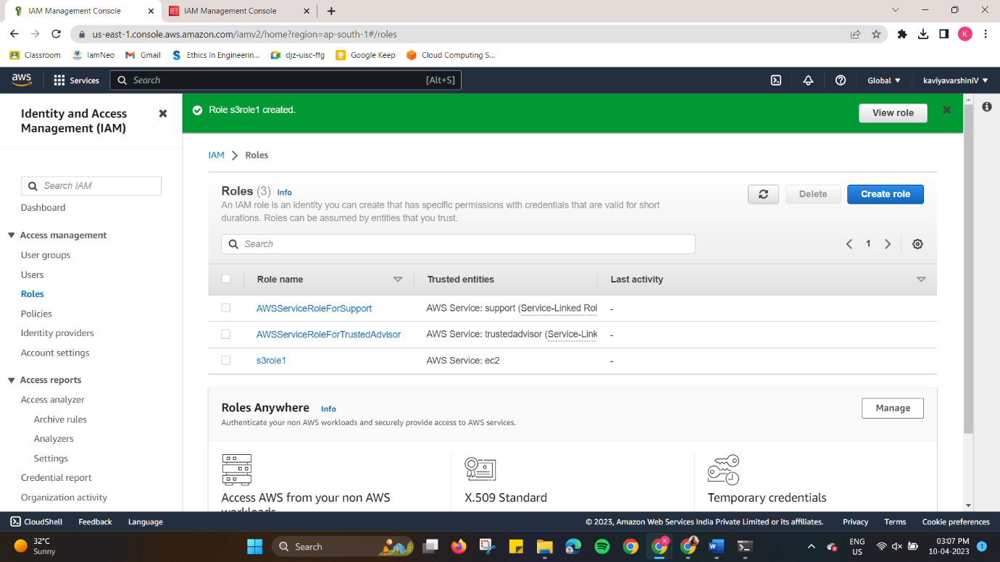 IAM Management Console
IAM Management Console
us-east-1.console.aws.amazon.com/iamv2/home?region=ap-south-1#/roles
K
Classroom
IamNeo
Gmail
Ethics In Engineerin...
djz-uisc-ffg
Google Keep
Cloud Computing S...
aws
Services
Search
[Alt+S]
Global
kaviyavarshiniV
Identity and Access
Management (IAM)
Role s3role1 created.
View role
IAM
Roles
Search IAM
Dashboard
Access management
User groups
Users
Roles
Policies
Identity providers
Account settings
Access reports
Access analyzer
Archive rules
Analyzers
Settings
Credential report
Organization activity
Roles (3) Info
An IAM role is an identity you can create that has specific permissions with credentials that are valid for short
durations. Roles can be assumed by entities that you trust.
Delete
Create role
Search
1
Role name
Trusted entities
Last activity
AWSServiceRoleForSupport
AWS Service: support (Service-Linked Rol
-
AWSServiceRoleForTrustedAdvisor
AWS Service: trustedadvisor (Service-Link
-
s3role1
AWS Service: ec2
-
Roles Anywhere Info
Authenticate your non AWS workloads and securely provide access to AWS services.
Manage
Access AWS from your non AWS
workloads
X.509 Standard
Temporary credentials
CloudShell
Feedback
Language
© 2023, Amazon Web Services India Private Limited or its affiliates.
Privacy
Terms
Cookie preferences
32°C
Sunny
Search
K
ENG
US
03:07 PM
10-04-2023
1